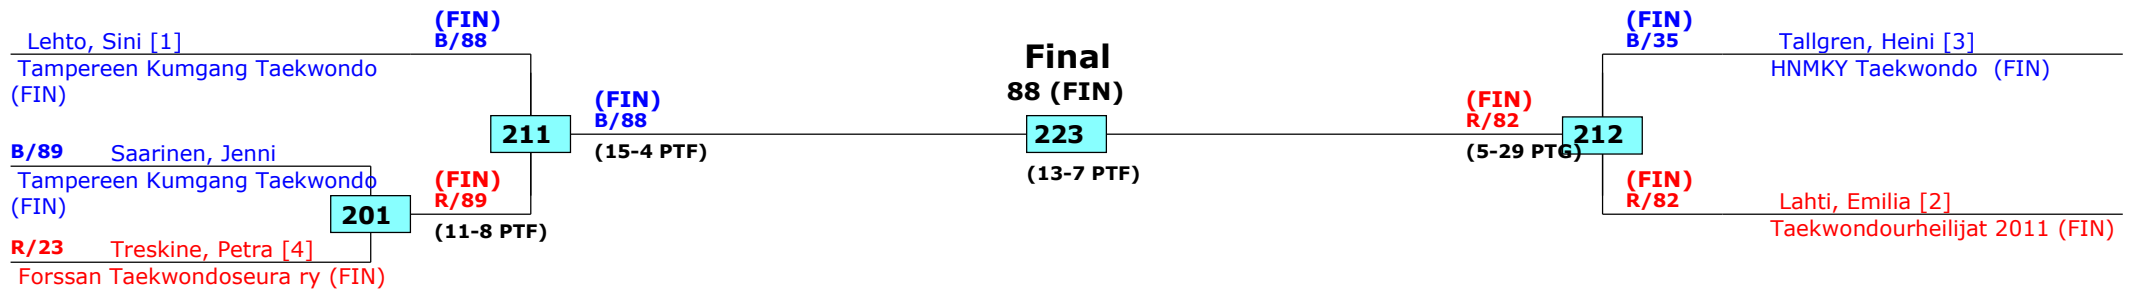 Lehto, Sini [1]
Tampereen Kumgang Taekwondo
(FIN)
(FIN)
B/88
B/89 Saarinen, Jenni
Tampereen Kumgang Taekwondo
(FIN)
201
R/23 Treskine, Petra [4]
Forssan Taekwondoseura ry (FIN)
(FIN)
R/89
(11-8 PTF)
211
(FIN)
B/88
(15-4 PTF)
Final
88 (FIN)
223
(13-7 PTF)
(FIN)
R/82
(5-29 PTG)
212
(FIN)
B/35
Tallgren, Heini [3]
HNMKY Taekwondo (FIN)
(FIN)
R/82
Lahti, Emilia [2]
Taekwondourheilijat 2011 (FIN)